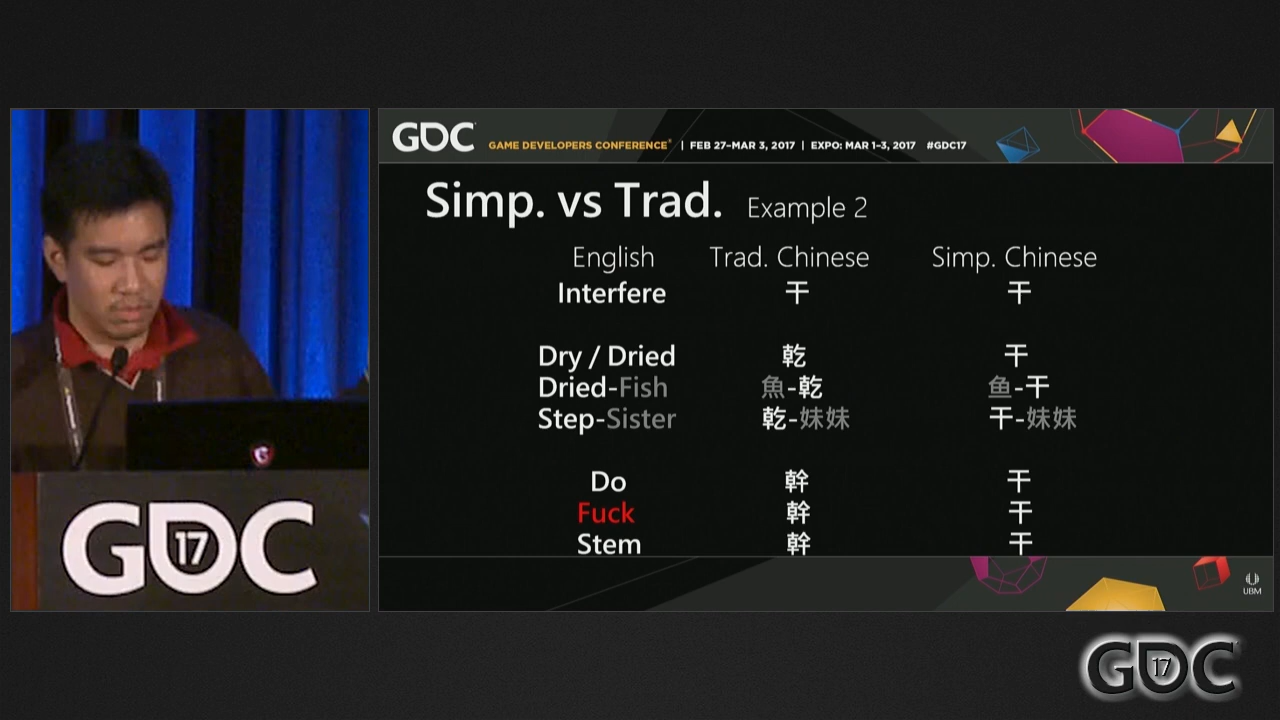 GDC GAME DEVELOPERS CONFERENCE® | FEB 27–MAR 3, 2017 | EXPO: MAR 1–3, 2017 #GDC17
Simp. vs Trad. Example 2
English Trad. Chinese Simp. Chinese
Interfere 干 干
Dry / Dried 乾 干
Dried-Fish 魚-乾 鱼-干
Step-Sister 乾-妹妹 干-妹妹
Do 幹 干
Fuck 幹 干
Stem 幹 干
UBM
GDC 17
GDC 17